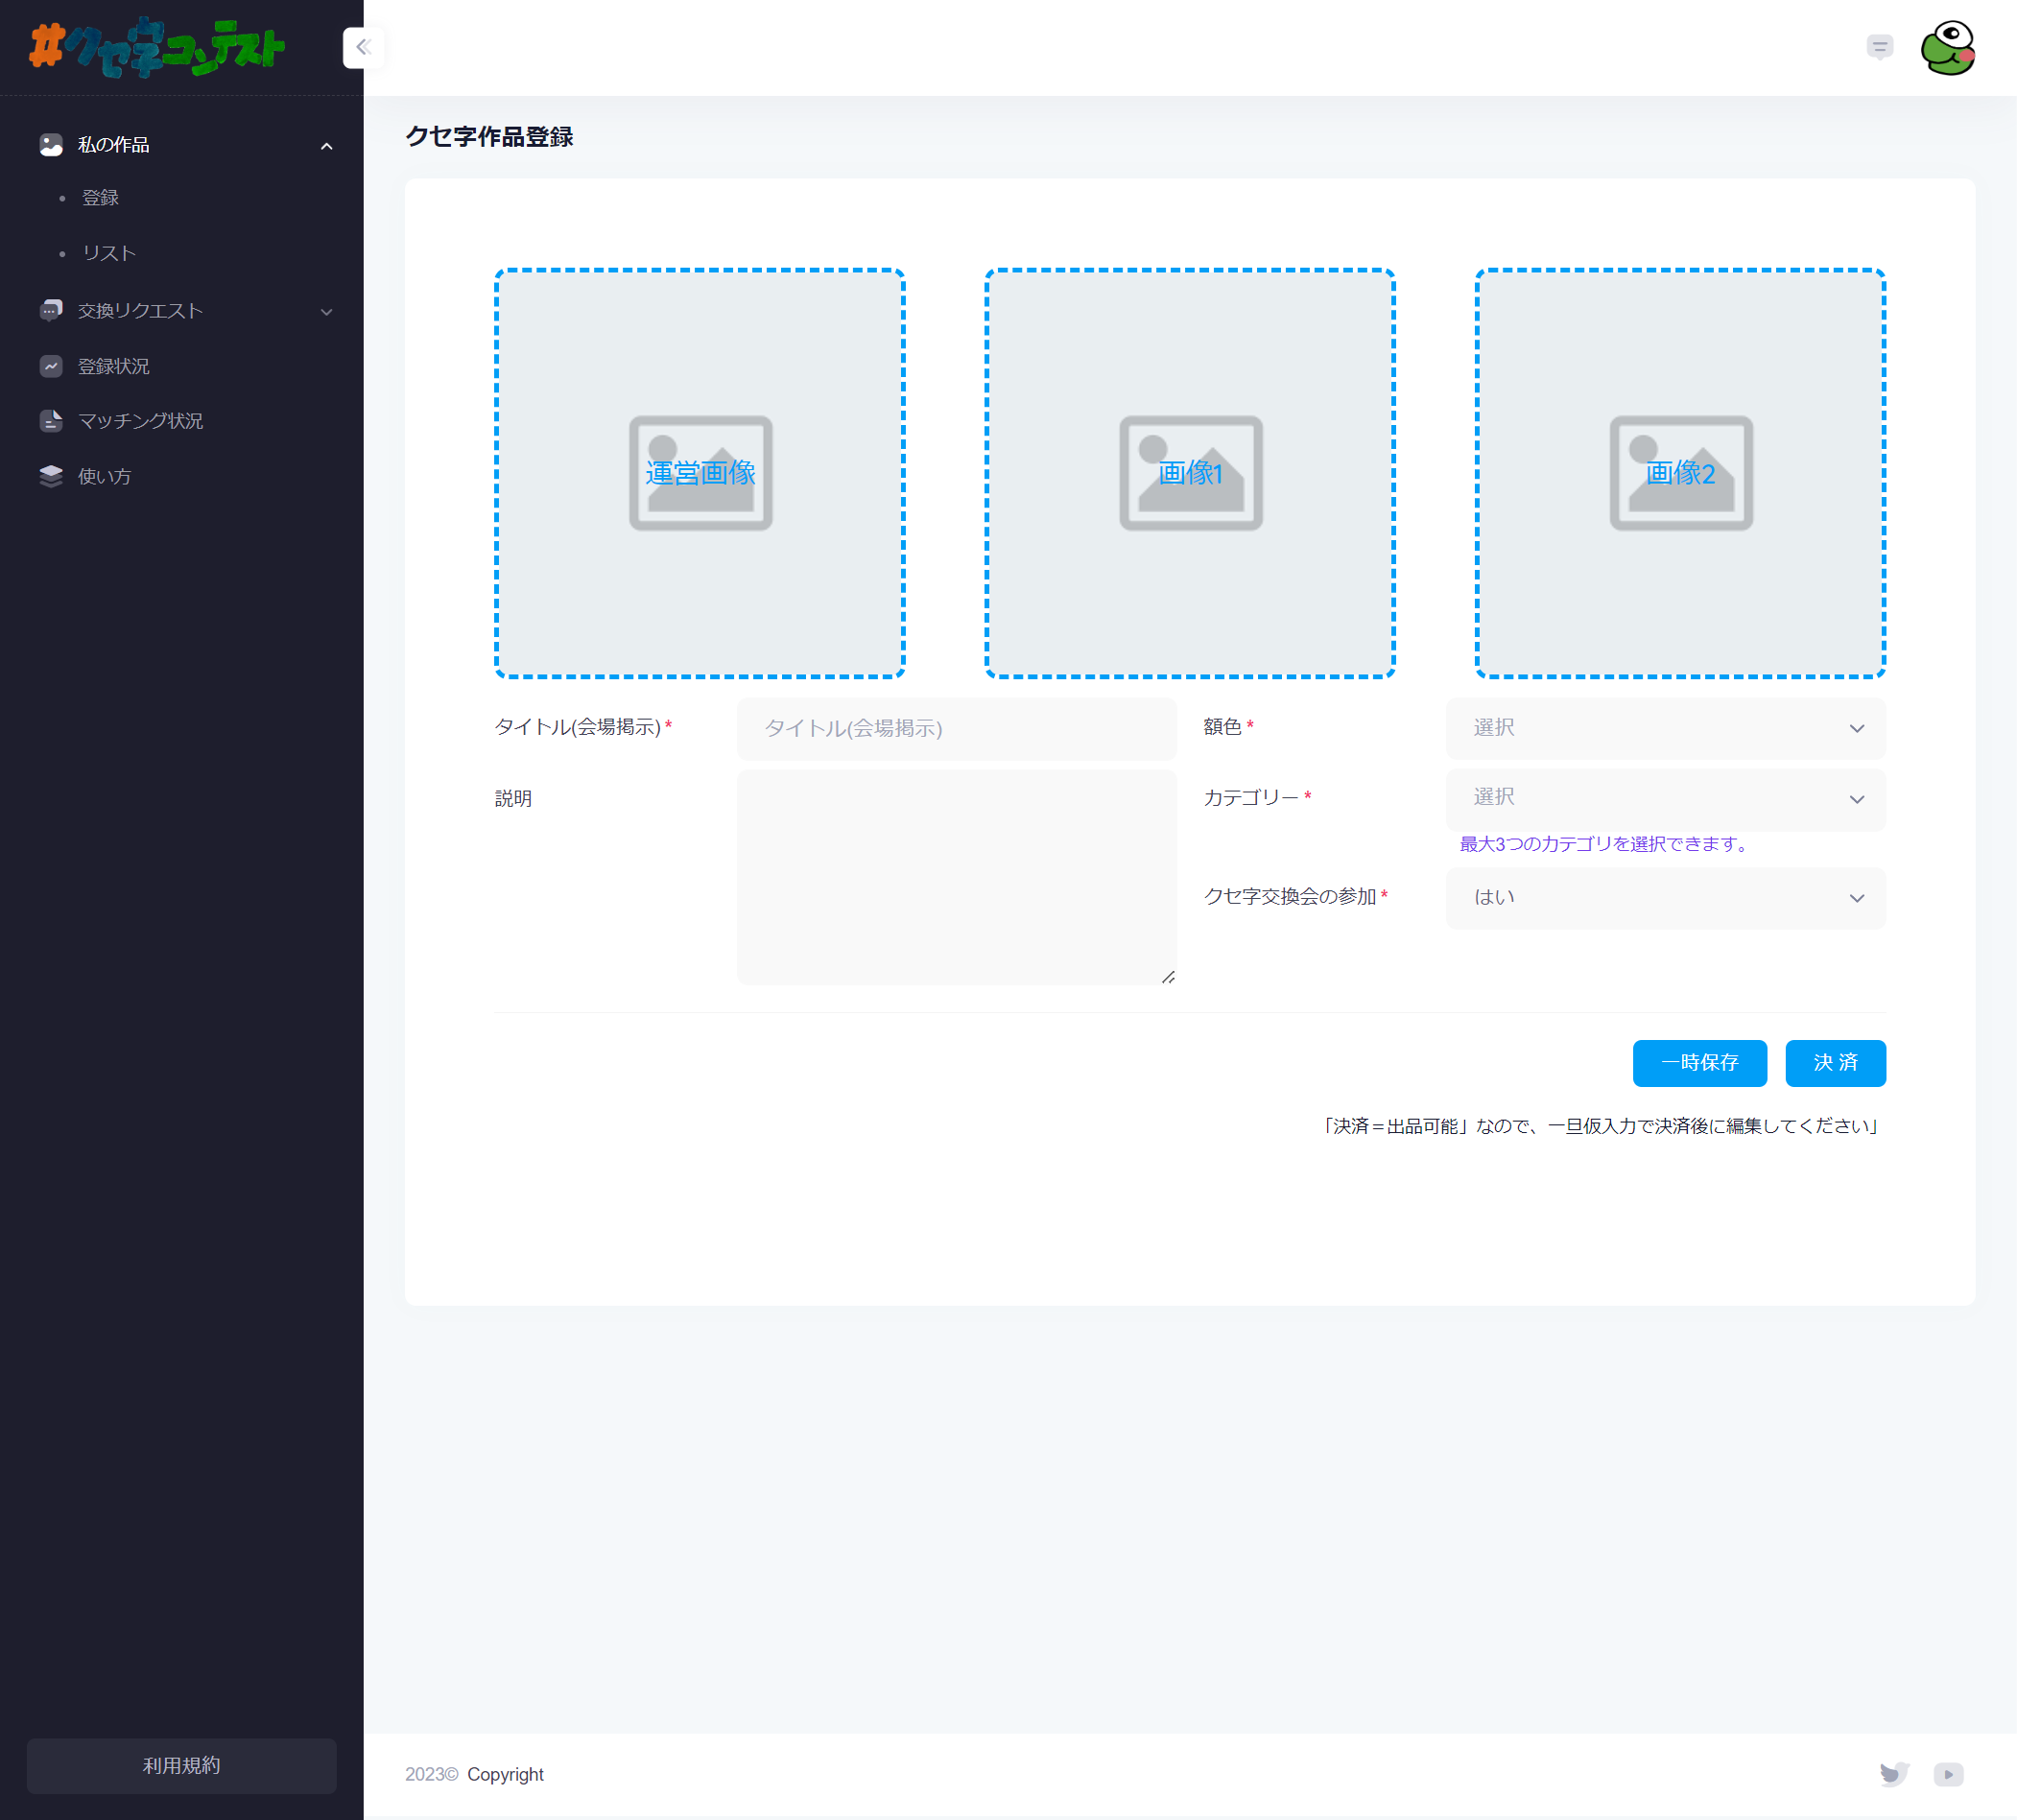 #クセ字コンテスト
私の作品
登録
リスト
交換リクエスト
登録状況
マッチング状況
使い方
利用規約
クセ字作品登録
運営画像
画像1
画像2
タイトル(会場掲示)*
タイトル(会場掲示)
額色*
選択
説明
カテゴリー*
選択
最大3つのカテゴリを選択できます。
クセ字交換会の参加*
はい
一時保存
決 済
「決済＝出品可能」なので、一旦仮入力で決済後に編集してください」
2023© Copyright